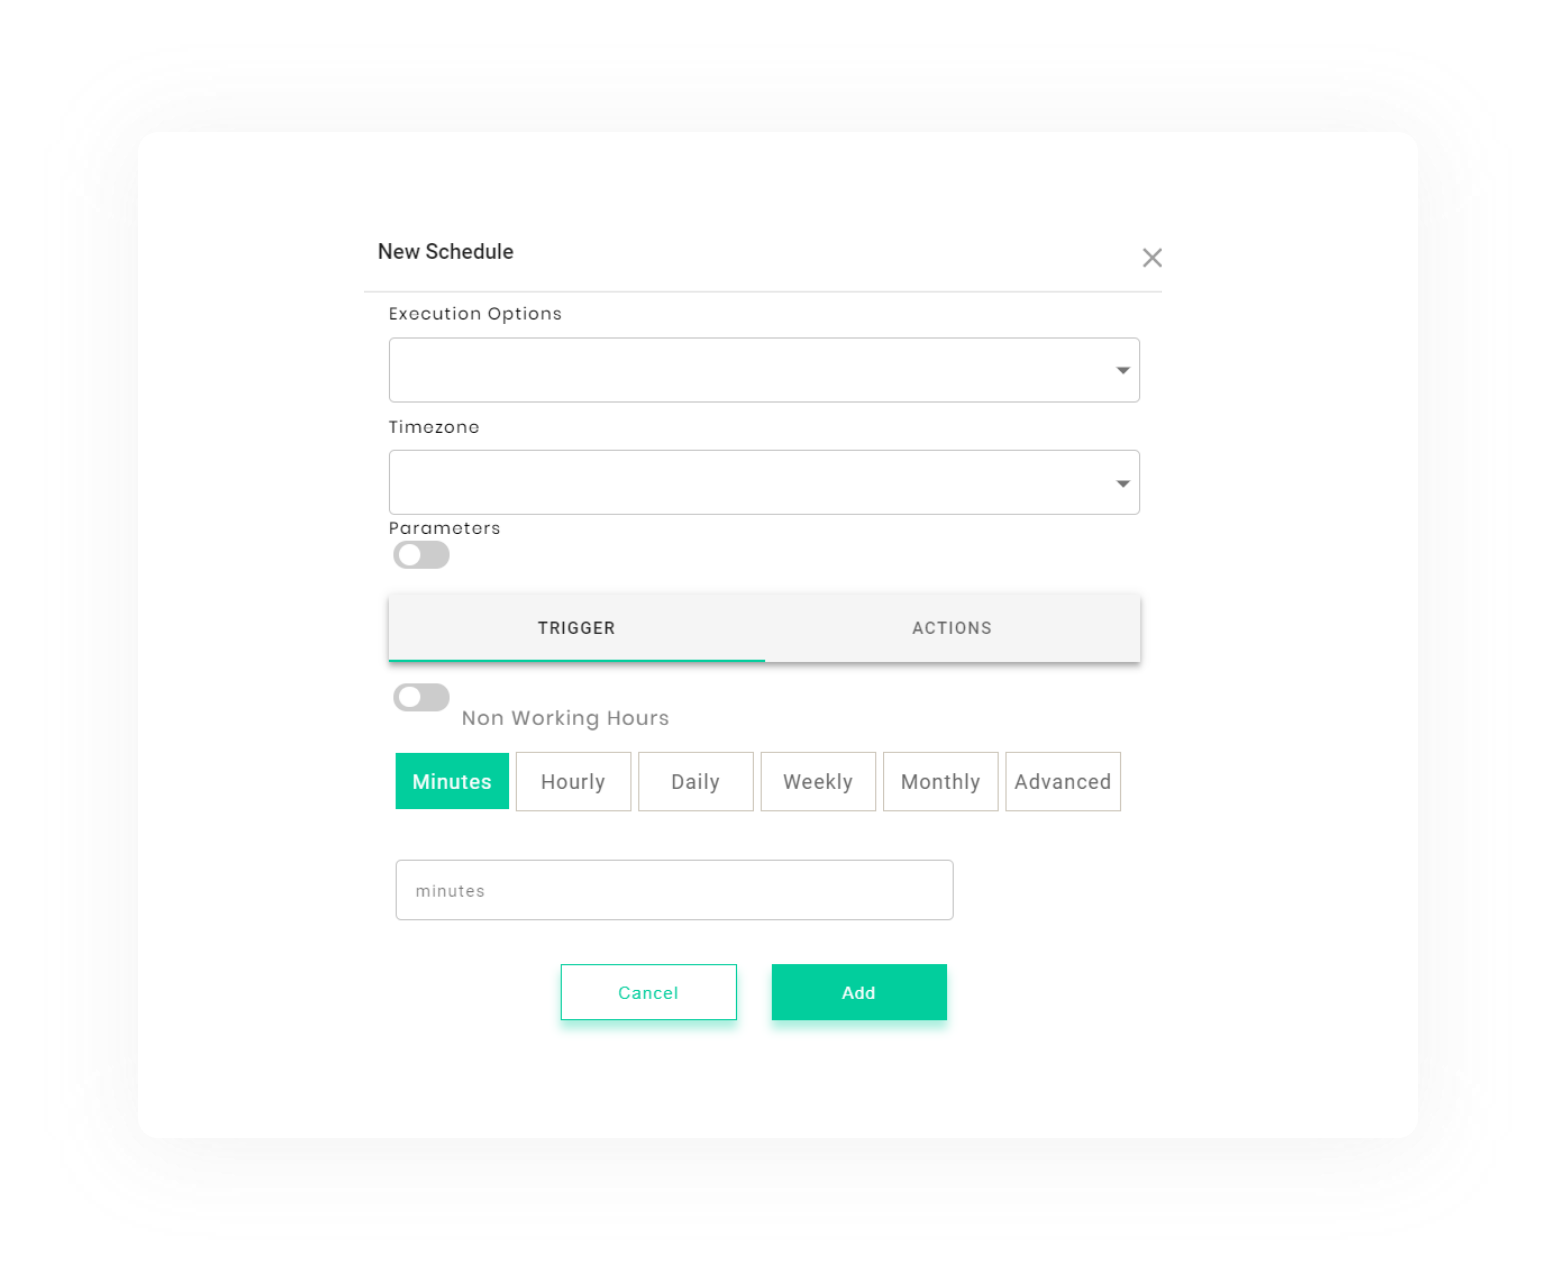 New Schedule
Execution Options
Timezone
Parameters
TRIGGER ACTIONS
Non Working Hours
Minutes Hourly Daily Weekly Monthly Advanced
minutes
Cancel Add